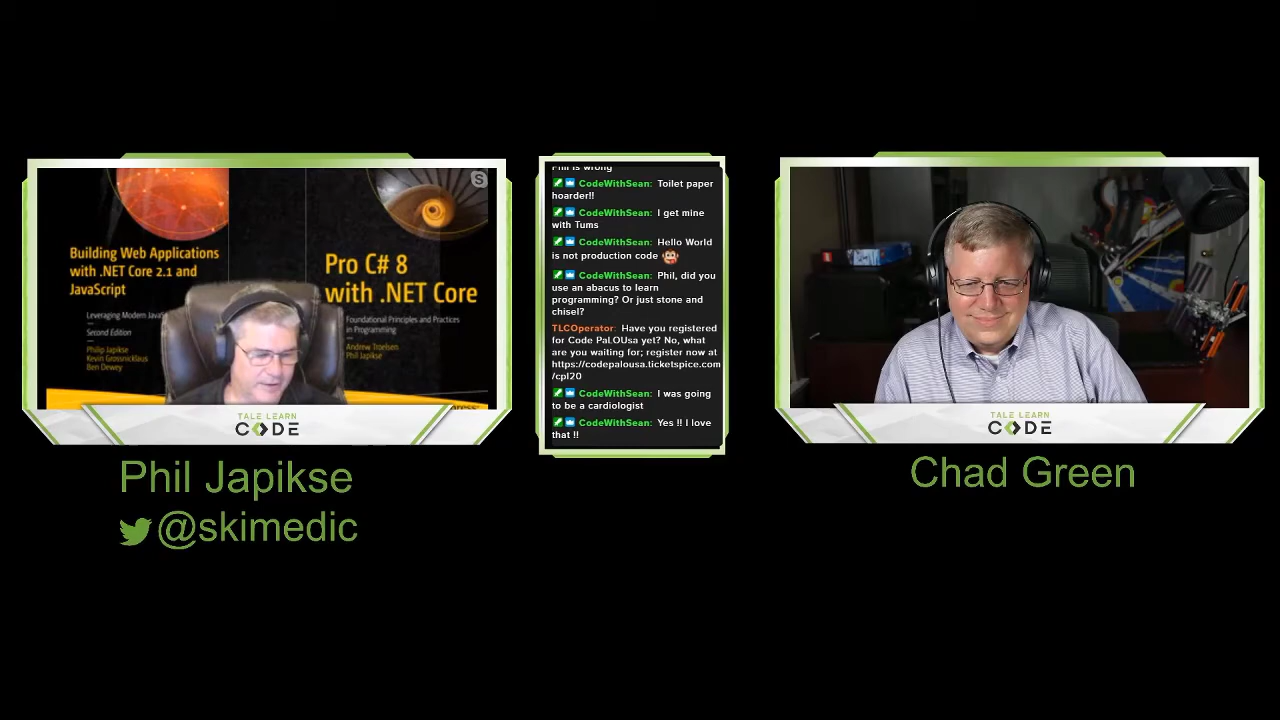 Building Web Applications
with .NET Core 2.1 and
JavaScript
Leveraging Modern
Second Edition
Philip Japikse
Kevin Grossnicklaus
Ben Dewey
Pro C# 8
with .NET Core
Foundational Principles and Practices
in Programming
Andrew Troelsen
Phil Japikse
TALE LEARN
CODE
Phil Japikse
@skimedic
Phil is wrong
CodeWithSean: Toilet paper
hoarder!!
CodeWithSean: I get mine
with Tums
CodeWithSean: Hello World
is not production code
CodeWithSean: Phil, did you
use an abacus to learn
programming? Or just stone and
chisel?
TLCOperator: Have you registered
for Code PaLOUsa yet? No, what
are you waiting for; register now at
https://codepalousa.ticketspice.com
/cpl20
CodeWithSean: I was going
to be a cardiologist
CodeWithSean: Yes !! I love
that !!
TALE LEARN
CODE
Chad Green